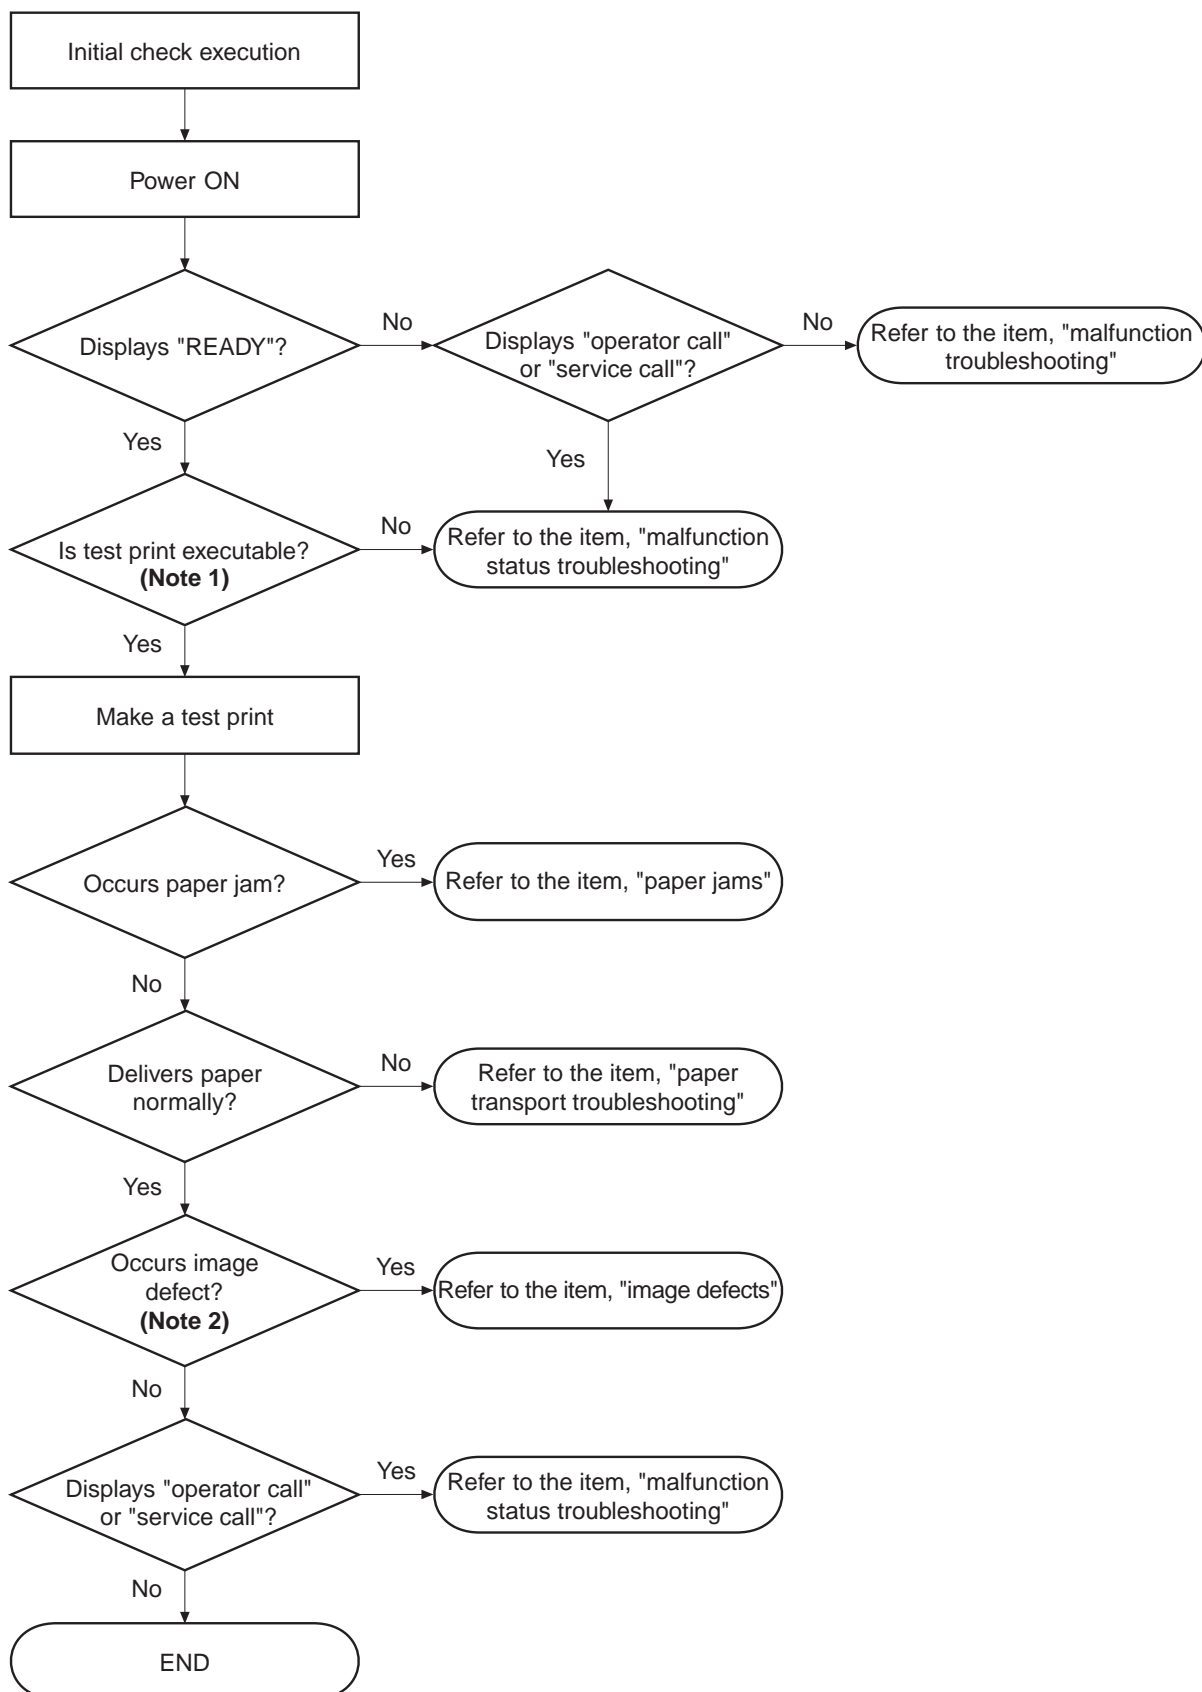 Initial check execution
Power ON
Displays "READY"?
No
Displays "operator call"
or "service call"?
No
Refer to the item, "malfunction
troubleshooting"
Yes
Yes
Is test print executable?
(Note 1)
No
Refer to the item, "malfunction
status troubleshooting"
Yes
Make a test print
Occurs paper jam?
Yes
Refer to the item, "paper jams"
No
Delivers paper
normally?
No
Refer to the item, "paper
transport troubleshooting"
Yes
Occurs image
defect?
(Note 2)
Yes
Refer to the item, "image defects"
No
Displays "operator call"
or "service call"?
Yes
Refer to the item, "malfunction
status troubleshooting"
No
END